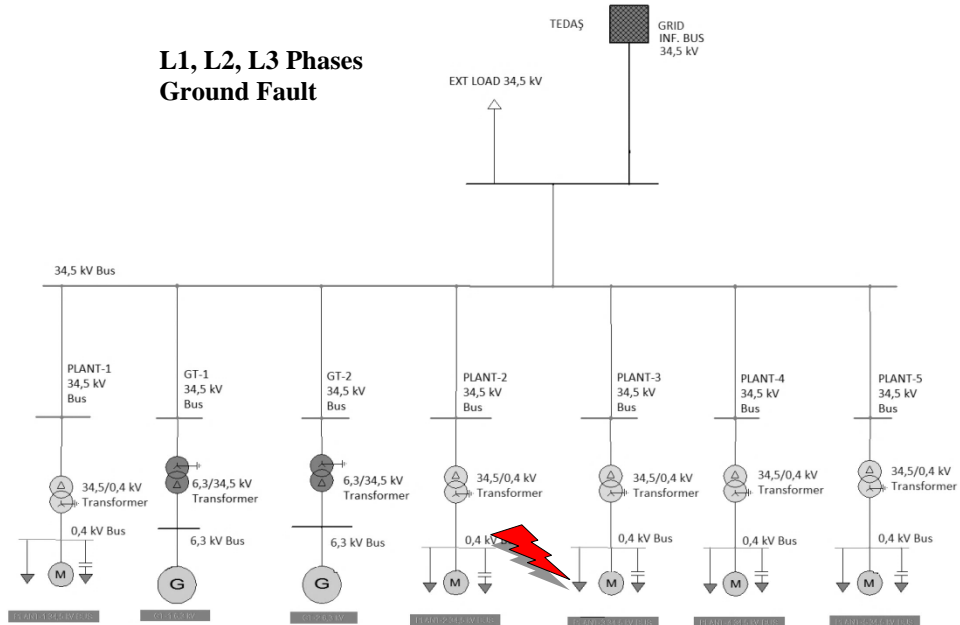 L1, L2, L3 Phases
Ground Fault
TEDAŞ
GRID
INF. BUS
34,5 kV
EXT LOAD 34,5 kV
34,5 kV Bus
PLANT-1
34,5 kV
Bus
GT-1
34,5 kV
Bus
GT-2
34,5 kV
Bus
PLANT-2
34,5 kV
Bus
PLANT-3
34,5 kV
Bus
PLANT-4
34,5 kV
Bus
PLANT-5
34,5 kV
Bus
34,5/0,4 kV
Transformer
6,3/34,5 kV
Transformer
6,3/34,5 kV
Transformer
34,5/0,4 kV
Transformer
34,5/0,4 kV
Transformer
34,5/0,4 kV
Transformer
34,5/0,4 kV
Transformer
0,4 kV Bus
6,3 kV Bus
6,3 kV Bus
0,4 kV Bus
0,4 kV Bus
0,4 kV Bus
0,4 kV Bus
M
G
G
M
M
M
M